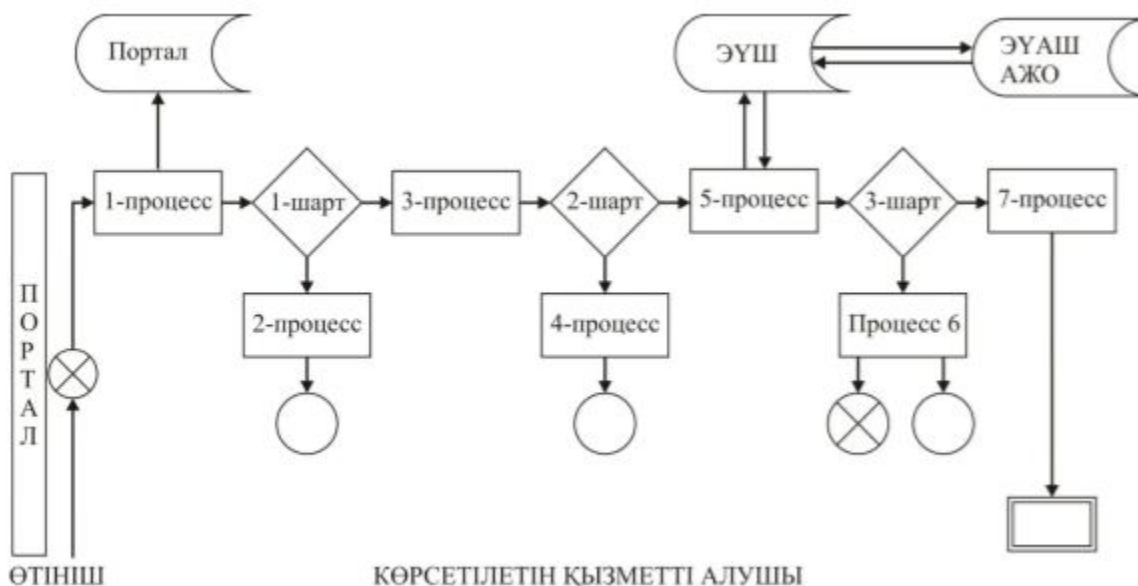 Портал
ЭҮШ
ЭҮАШ
АЖО
1-процесс
1-шарт
3-процесс
2-шарт
5-процесс
3-шарт
7-процесс
2-процесс
4-процесс
Процесс 6
ПОРТАЛ
ӨТІНІШ
КӨРСЕТІЛЕТІН ҚЫЗМЕТТІ АЛУШЫ